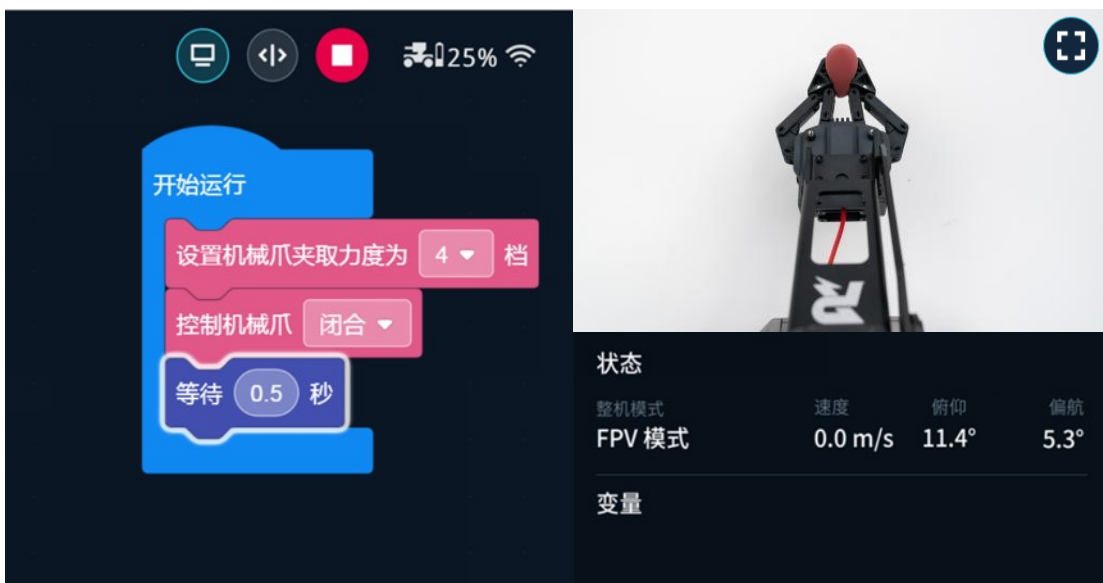 25%
开始运行
设置机械爪夹取力度为 4 档
控制机械爪 闭合
等待 0.5 秒
状态
整机模式 速度 俯仰 偏航
FPV 模式 0.0 m/s 11.4° 5.3°
变量